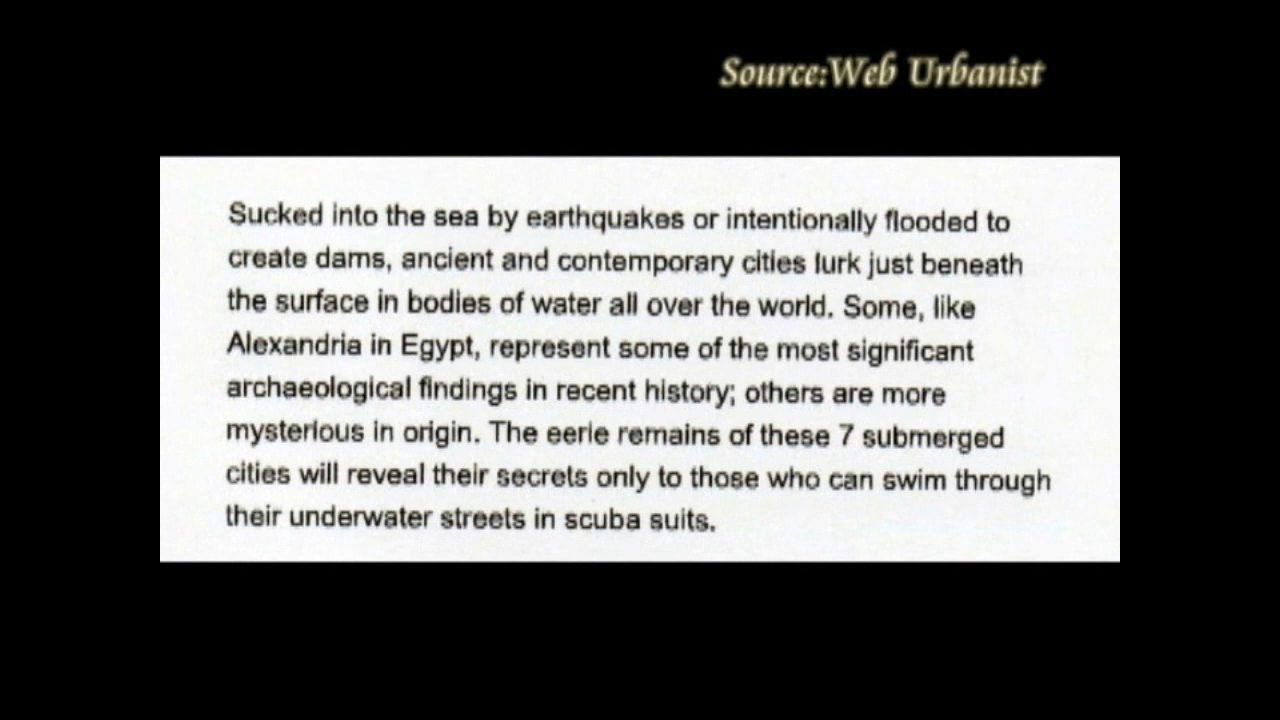 Source:Web Urbanist
Sucked into the sea by earthquakes or intentionally flooded to
create dams, ancient and contemporary cities lurk just beneath
the surface in bodies of water all over the world. Some, like
Alexandria in Egypt, represent some of the most significant
archaeological findings in recent history; others are more
mysterious in origin. The eerie remains of these 7 submerged
cities will reveal their secrets only to those who can swim through
their underwater streets in scuba suits.